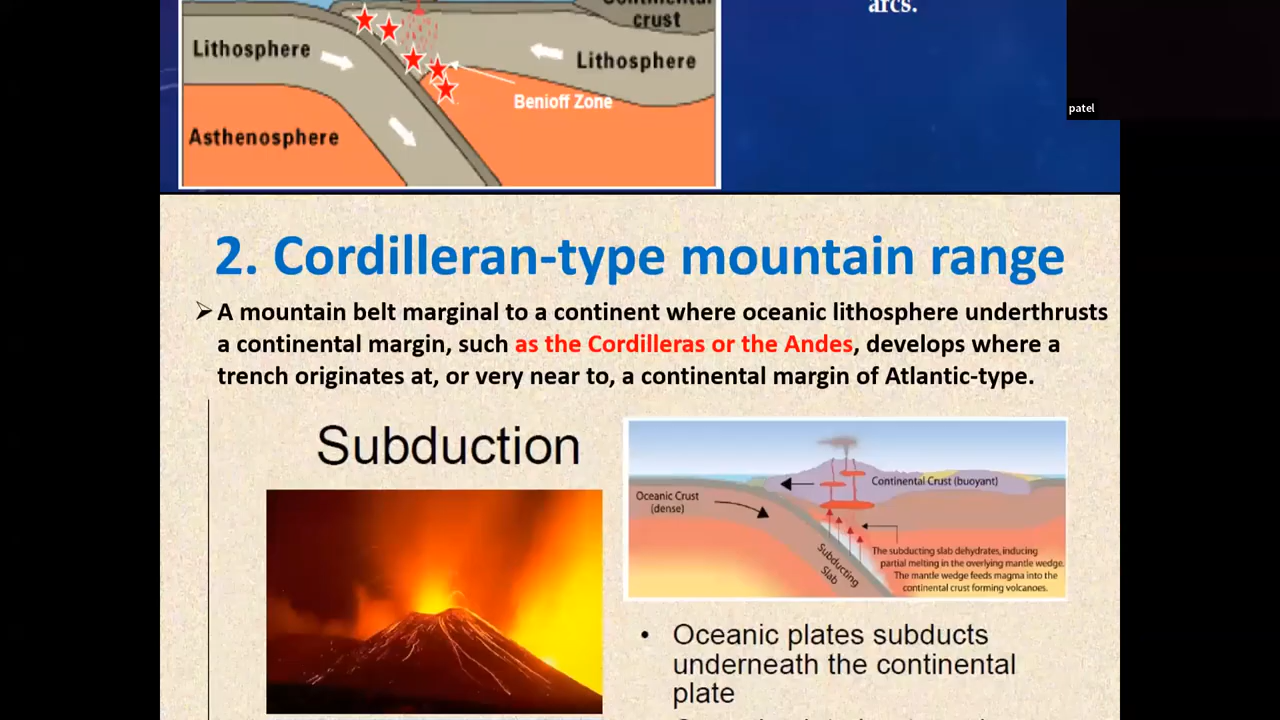 Continental
crust
arcs.
Lithosphere
Lithosphere
Benioff Zone
Asthenosphere
patel
2. Cordilleran-type mountain range
A mountain belt marginal to a continent where oceanic lithosphere underthrusts
a continental margin, such as the Cordilleras or the Andes, develops where a
trench originates at, or very near to, a continental margin of Atlantic-type.
Subduction
Oceanic Crust
(dense)
Continental Crust (buoyant)
Subducting
Slab
The subducting slab dehydrates, inducing
partial melting in the overlying mantle wedge.
The mantle wedge feeds magma into the
continental crust forming volcanoes.
• Oceanic plates subducts
underneath the continental
plate